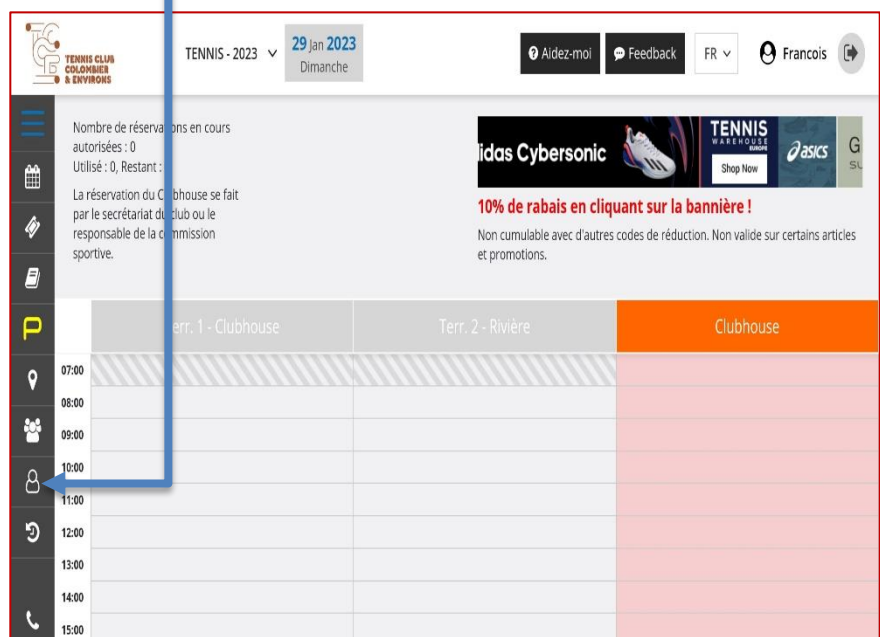 TENNIS CLUB
COLOMBIER
& ENVIRONS
TENNIS - 2023
29 Jan 2023
Dimanche
Aidez-moi
Feedback
FR
Francois
Nombre de réservations en cours
autorisées : 0
Utilisé : 0, Restant :
La réservation du Clubhouse se fait
par le secrétariat du club ou le
responsable de la commission
sportive.
idas Cybersonic
TENNIS
WAREHOUSE
EUROPE
Shop Now
asics
G
SU
10% de rabais en cliquant sur la bannière !
Non cumulable avec d'autres codes de réduction. Non valide sur certains articles
et promotions.
Terr. 1 - Clubhouse
Terr. 2 - Rivière
Clubhouse
07:00
08:00
09:00
10:00
11:00
12:00
13:00
14:00
15:00